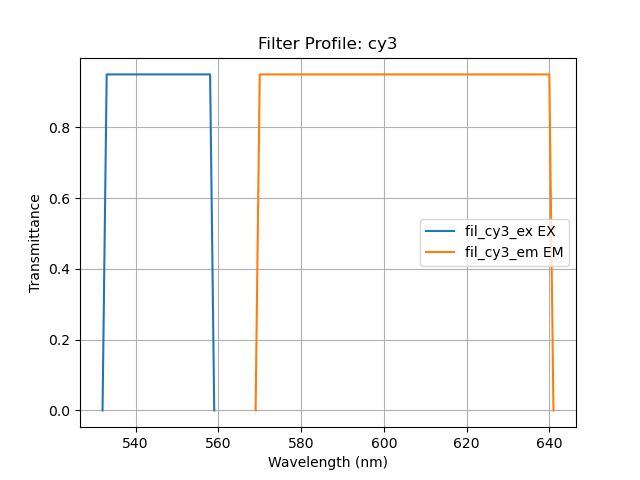 Filter Profile: cy3
Transmittance
0.8
0.6
0.4
0.2
0.0
fil_cy3_ex EX
fil_cy3_em EM
540 560 580 600 620 640
Wavelength (nm)